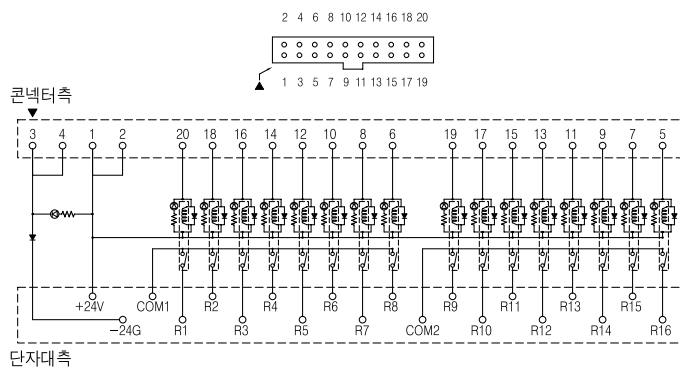 2 4 6 8 10 12 14 16 18 20
1 3 5 7 9 11 13 15 17 19
콘넥터측
3 4 1 2 20 18 16 14 12 10 8 6 19 17 15 13 11 9 7 5
+24V COM1 R2 R4 R6 R8 R9 R11 R13 R15
−24G R1 R3 R5 R7 COM2 R10 R12 R14 R16
단자대측